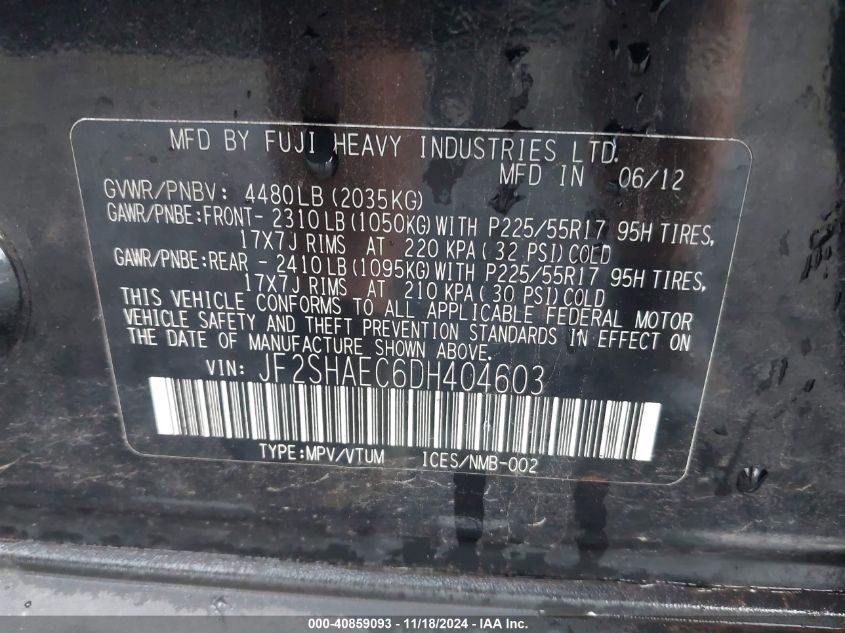 MFD BY FUJI HEAVY INDUSTRIES LTD.
MFD IN 06/12
GVWR/PNBV: 4480LB(2035KG)
GAWR/PNBE:FRONT- 2310LB(1050KG)WITH P225/55R17 95H TIRES,
17X7J RIMS AT 220 KPA(32 PSI)COLD
GAWR/PNBE:REAR - 2410LB(1095KG)WITH P225/55R17 95H TIRES,
17X7J RIMS AT 210 KPA(30 PSI)COLD
THIS VEHICLE CONFORMS TO ALL APPLICABLE FEDERAL MOTOR
VEHICLE SAFETY AND THEFT PREVENTION STANDARDS IN EFFECT ON
THE DATE OF MANUFACTURE SHOWN ABOVE.
VIN: JF2SHAEC6DH404603
TYPE:MPV/VTUM ICES/NMB-002
000-40859093 - 11/18/2024 - IAA Inc.